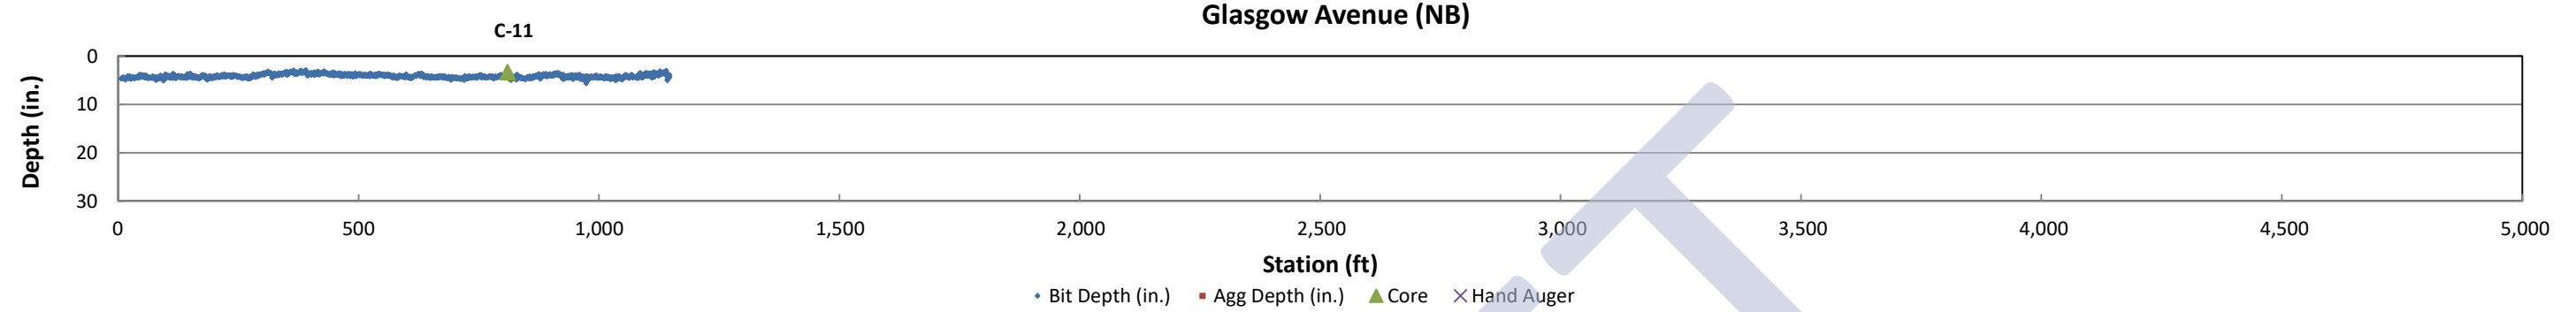 Glasgow Avenue (NB)
C-11
Depth (in.)
0
10
20
30
0 500 1,000 1,500 2,000 2,500 3,000 3,500 4,000 4,500 5,000
Station (ft)
Bit Depth (in.) Agg Depth (in.) Core Hand Auger